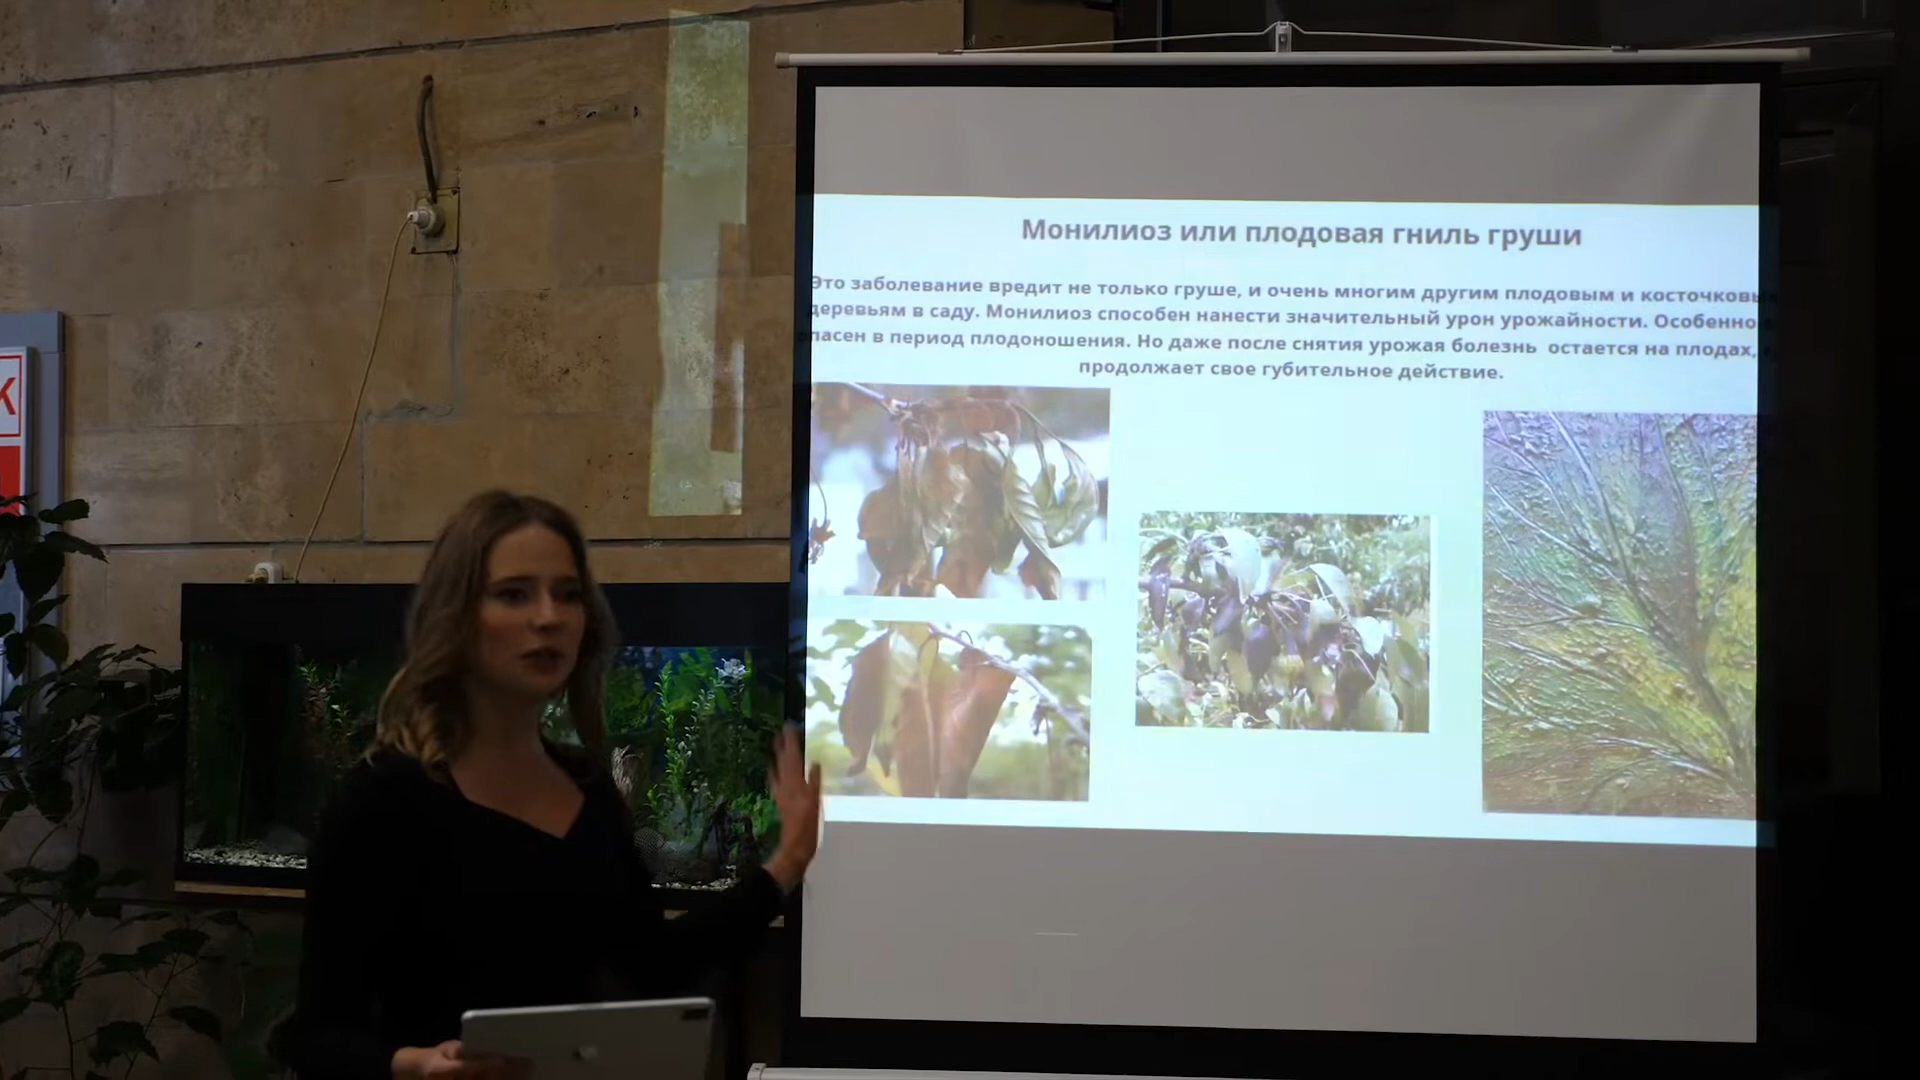 Монилиоз или плодовая гниль груши
Это заболевание вредит не только груше, и очень многим другим плодовым и косточковы
деревьям в саду. Монилиоз способен нанести значительный урон урожайности. Особенно
опасен в период плодоношения. Но даже после снятия урожая болезнь остается на плодах,
продолжает свое губительное действие.
К